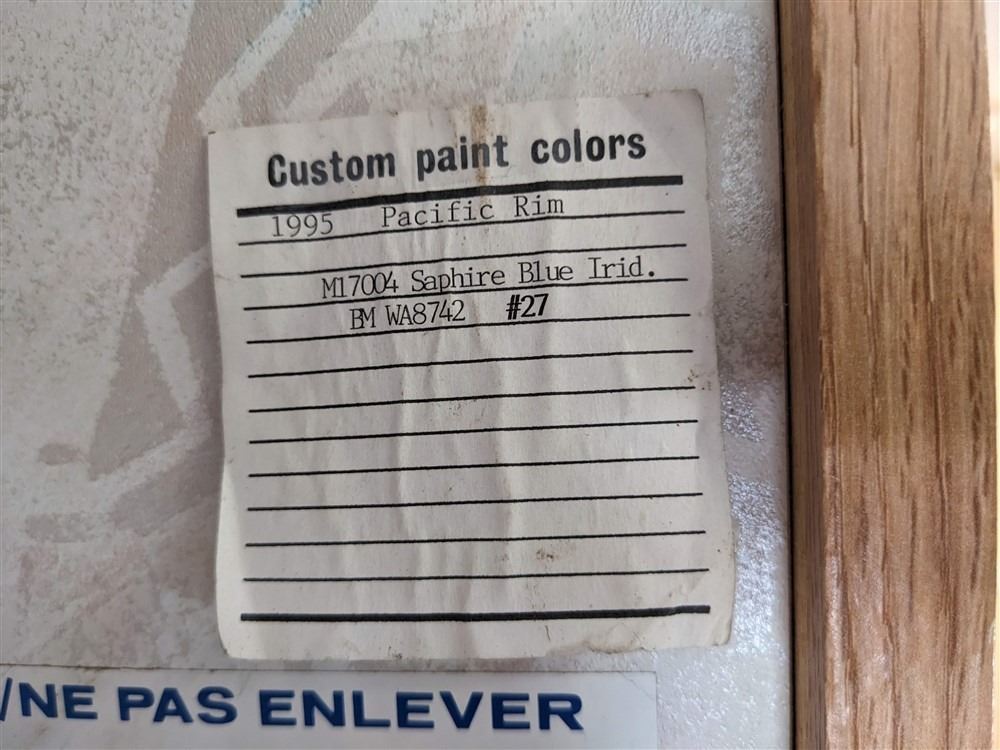 Custom paint colors
1995 Pacific Rim
M17004 Saphire Blue Irid.
BM WA8742 #27
/NE PAS ENLEVER